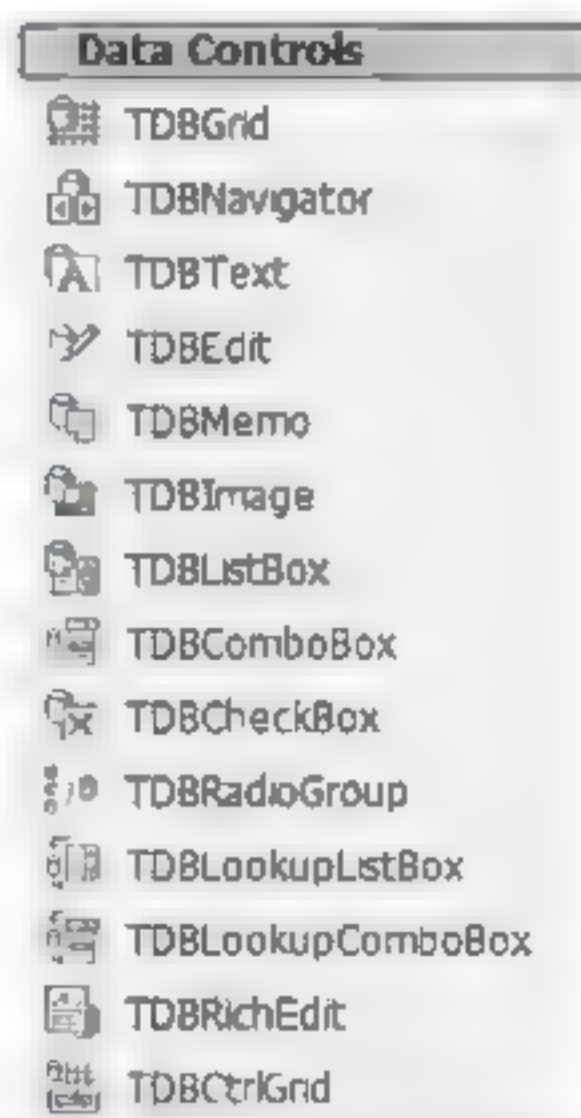 Data Controls
TDBGrid
TDBNavigator
TDBText
TDBEdit
TDBMemo
TDBImage
TDBListBox
TDBComboBox
TDBCheckBox
TDBRadioGroup
TDBLookupListBox
TDBLookupComboBox
TDBRichEdit
TDBCtrlGrid